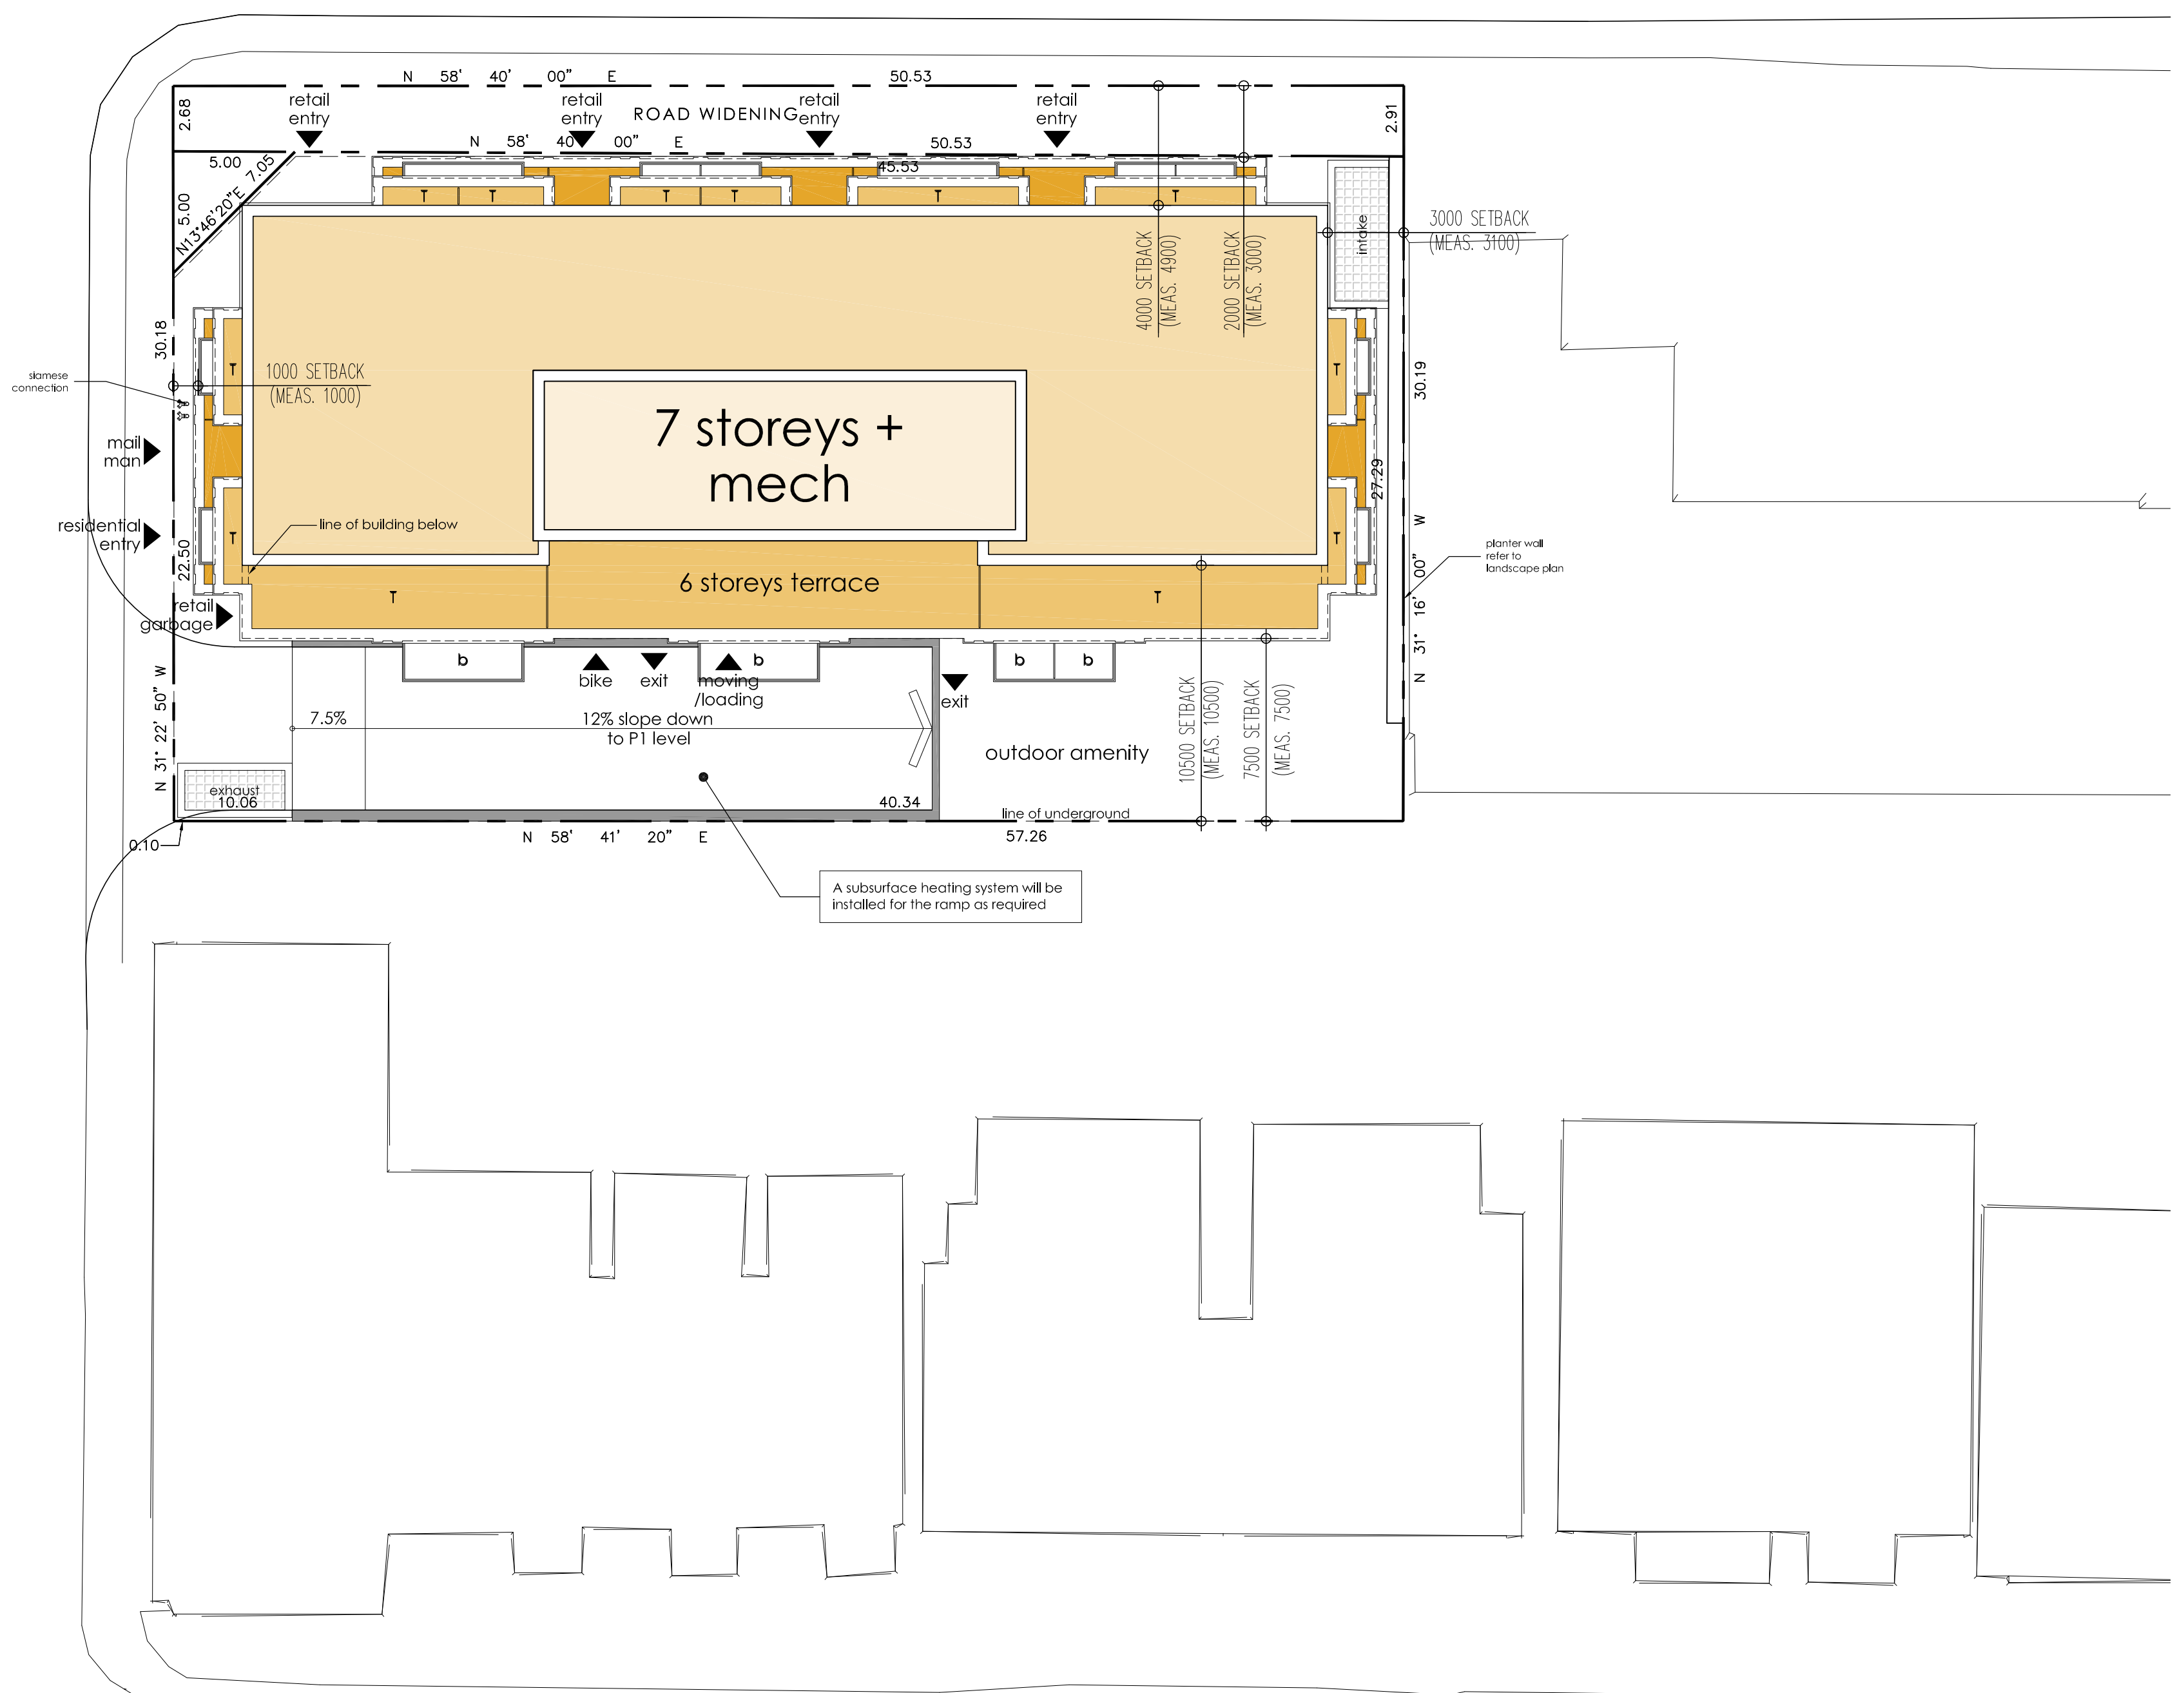 N 58' 40' 00" E 50.53
2.68
retail
entry
retail
entry
ROAD WIDENING
retail
entry
retail
entry
2.91
N 58' 40' 00" E 50.53
5.00
7.05
45.53
5.00
N13°46'20"E
T T T T T T
intake
3000 SETBACK
(MEAS. 3100)
4000 SETBACK
(MEAS. 4900)
2000 SETBACK
(MEAS. 3000)
30.18
siamese
connection
1000 SETBACK
(MEAS. 1000)
T
T
30.19
7 storeys +
mech
mail
man
27.29
residential
entry
line of building below
22.50
T
T
planter wall
refer to
landscape plan
6 storeys terrace
T
T
retail
garbage
N 31° 16' 00" W
b
b
b
b
bike
exit
moving
/loading
exit
N 31° 22' 50" W
7.5%
12% slope down
to P1 level
outdoor amenity
10500 SETBACK
(MEAS. 10500)
7500 SETBACK
(MEAS. 7500)
exhaust
10.06
40.34
line of underground
0.10
N 58' 41' 20" E
57.26
A subsurface heating system will be
installed for the ramp as required